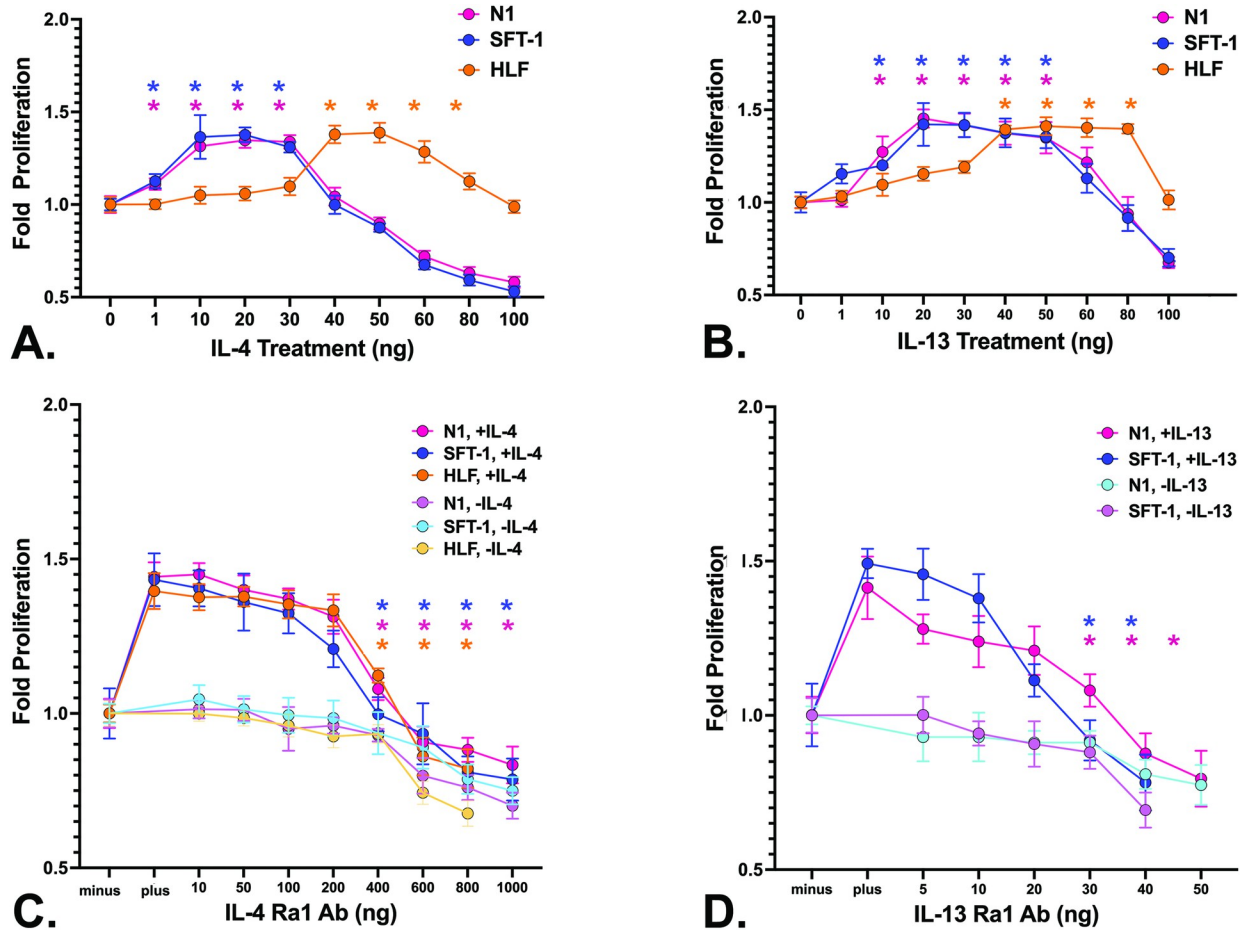 2.0
1.5
1.0
0.5
Fold Proliferation
N1
SFT-1
HLF
* * * *
* * * * * * * *
0 1 10 20 30 40 50 60 80 100
IL-4 Treatment (ng)
A.
2.0
1.5
1.0
0.5
Fold Proliferation
N1
SFT-1
HLF
* * * * *
* * * * *
* * * *
0 1 10 20 30 40 50 60 80 100
IL-13 Treatment (ng)
B.
2.0
1.5
1.0
0.5
Fold Proliferation
N1, +IL-4
SFT-1, +IL-4
HLF, +IL-4
N1, -IL-4
SFT-1, -IL-4
HLF, -IL-4
* * * *
* * * *
* * *
minus plus 10 50 100 200 400 600 800 1000
IL-4 Ra1 Ab (ng)
C.
2.0
1.5
1.0
0.5
Fold Proliferation
N1, +IL-13
SFT-1, +IL-13
N1, -IL-13
SFT-1, -IL-13
* *
* * *
minus plus 5 10 20 30 40 50
IL-13 Ra1 Ab (ng)
D.